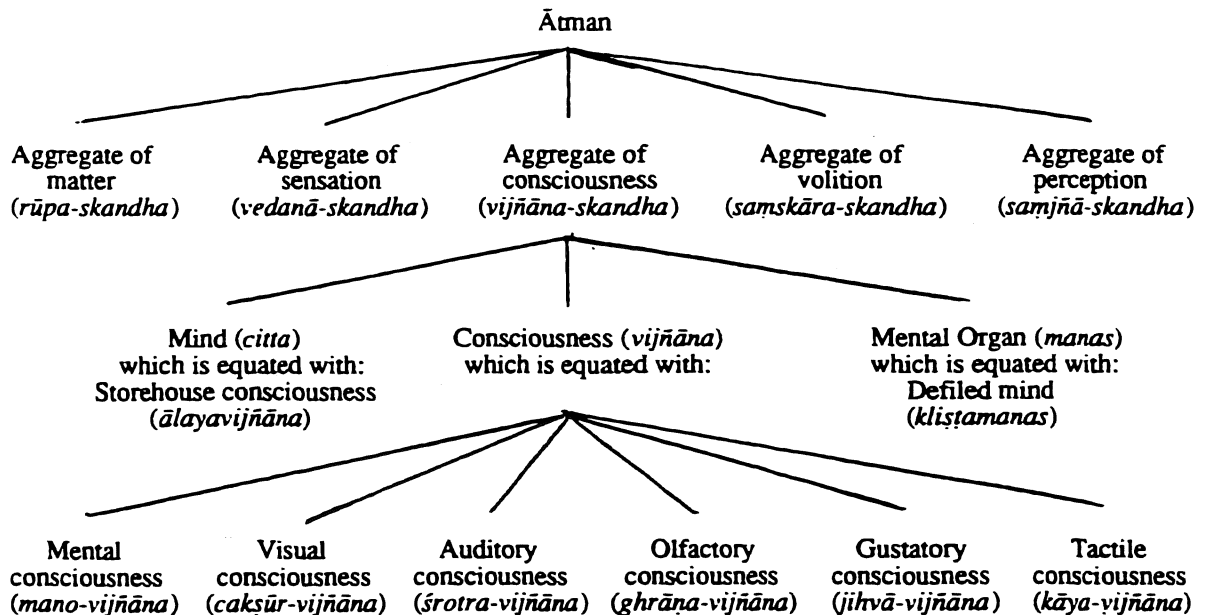 Ātman
Aggregate of matter (rūpa-skandha)
Aggregate of sensation (vedanā-skandha)
Aggregate of consciousness (vijñāna-skandha)
Aggregate of volition (saṃskāra-skandha)
Aggregate of perception (saṃjñā-skandha)
Mind (citta)
which is equated with:
Storehouse consciousness
(ālayavijñāna)
Consciousness (vijñāna)
which is equated with:
Mental Organ (manas)
which is equated with:
Defiled mind
(kliṣṭamanas)
Mental
consciousness
(mano-vijñāna)
Visual
consciousness
(cakṣūr-vijñāna)
Auditory
consciousness
(śrotra-vijñāna)
Olfactory
consciousness
(ghrāṇa-vijñāna)
Gustatory
consciousness
(jihvā-vijñāna)
Tactile
consciousness
(kāya-vijñāna)